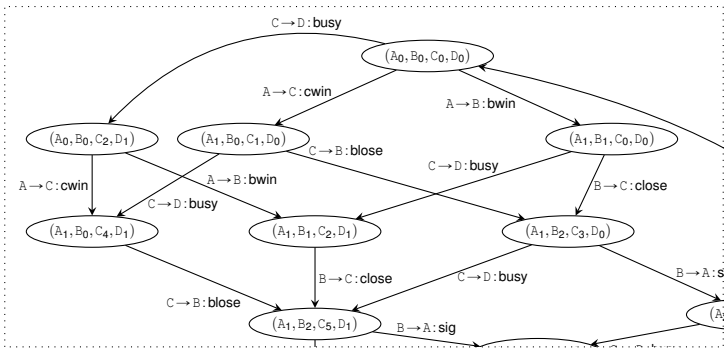 C→D:busy
(A₀,B₀,C₀,D₀)
A→C:cwin
A→B:bwin
(A₀,B₀,C₂,D₁)
(A₁,B₀,C₁,D₀)
(A₁,B₁,C₀,D₀)
C→B:blose
C→D:busy
A→C:cwin
A→B:bwin
B→C:close
C→D:busy
(A₁,B₀,C₄,D₁)
(A₁,B₁,C₂,D₁)
(A₁,B₂,C₃,D₀)
B→C:close
C→D:busy
B→A:s
C→B:blose
(A₁,B₂,C₅,D₁)
B→A:sig
(A